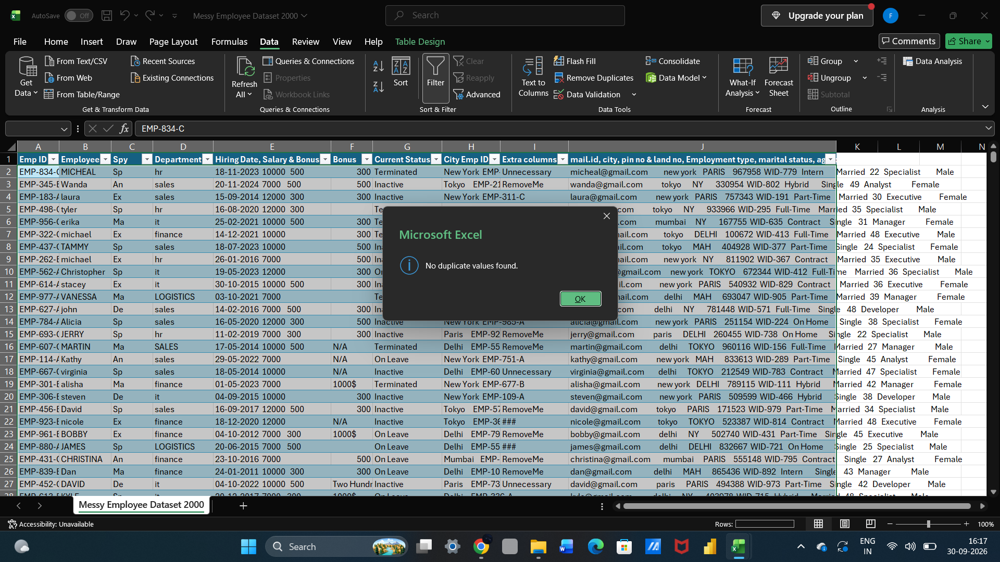 AutoSave Off Messy Employee Dataset 2000 Search Upgrade your plan F
File Home Insert Draw Page Layout Formulas Data Review View Help Table Design Comments Share
Get Data From Text/CSV From Web From Table/Range Recent Sources Existing Connections
Get & Transform Data
Refresh All Queries & Connections Properties Workbook Links
Queries & Connections
Sort Filter Clear Reapply Advanced
Sort & Filter
Text to Columns Flash Fill Remove Duplicates Data Validation Consolidate Data Model
Data Tools
What-If Analysis Forecast Sheet
Forecast
Group Ungroup Subtotal
Outline
Data Analysis
Analysis
fx EMP-834-C
A B C D E F G H I J K L M N
1 Emp ID Employee Spy Department Hiring Date, Salary & Bonus Bonus Current Status City Emp ID Extra columns mail.id, city, pin no & land no, Employment type, marital status, ag
2 EMP-834-C MICHEAL Sp hr 18-11-2023 10000 500 300 Terminated New York EMP- Unnecessary micheal@gmail.com new york PARIS 967958 WID-779 Intern Married 22 Specialist Male
3 EMP-345-E Wanda An sales 20-11-2024 7000 500 500 Inactive Tokyo EMP-21 RemoveMe wanda@gmail.com tokyo NY 330954 WID-802 Hybrid Single 49 Analyst Female
4 EMP-183-A laura Ex sales 15-09-2014 12000 300 300 Inactive New York EMP-311-C laura@gmail.com new york PARIS 757343 WID-191 Part-Time Married 30 Executive Female
5 EMP-498-C tyler Sp hr 16-08-2020 12000 300 Te .com tokyo NY 933966 WID-295 Full-Time Married 35 Specialist Male
6 EMP-956-C erika Ma it 25-02-2021 10000 500 300 Te .com mumbai NY 167755 WID-635 Contract Single 31 Manager Female
7 EMP-322-C michael Ex finance 14-12-2021 10000 300 Te ail.com tokyo DELHI 100672 WID-413 Full-Time Married 48 Executive Male
8 EMP-437-C TAMMY Sp sales 18-07-2023 10000 500 In ail.com tokyo MAH 404928 WID-377 Part-Time Single 24 Specialist Female
9 EMP-262-E michael Ex hr 26-01-2016 7000 500 In ail.com new york NY 811902 WID-367 Contract Married 35 Executive Male
10 EMP-562-A Christopher Sp it 19-05-2023 12000 300 On @gmail.com new york TOKYO 672344 WID-412 Full-Time Married 36 Specialist Male
11 EMP-614-A stacey Ex it 30-10-2015 10000 500 300 In il.com new york PARIS 540932 WID-829 Contract Married 36 Executive Female
12 EMP-977-A VANESSA Ma LOGISTICS 03-10-2021 7000 Te ail.com delhi MAH 693047 WID-905 Part-Time Married 39 Manager Female
13 EMP-627-A john De sales 14-02-2016 7000 500 300 In com delhi NY 781448 WID-571 Full-Time Single 48 Developer Male
14 EMP-784-A Alicia Sp sales 16-05-2020 12000 300 500 Inactive New York EMP-985-A alicia@gmail.com new york PARIS 251154 WID-224 On Home Single 38 Specialist Female
15 EMP-693-C JERRY Sp hr 11-02-2019 7000 300 300 Inactive Paris EMP-92 RemoveMe jerry@gmail.com paris DELHI 260455 WID-738 On Home Single 22 Specialist Male
16 EMP-607-C MARTIN Ma SALES 17-05-2014 10000 500 N/A Terminated Delhi EMP-55 RemoveMe martin@gmail.com delhi TOKYO 960116 WID-156 Full-Time Married 27 Manager Male
17 EMP-114-A Kathy An sales 29-05-2022 7000 N/A On Leave New York EMP-751-A kathy@gmail.com new york MAH 833613 WID-289 Part-Time Single 45 Analyst Female
18 EMP-667-C virginia Sp sales 18-05-2014 10000 N/A Inactive Delhi EMP-60 Unnecessary virginia@gmail.com delhi TOKYO 212549 WID-783 Contract Married 47 Specialist Female
19 EMP-301-E alisha Ma finance 01-05-2023 7000 1000$ Terminated New York EMP-677-B alisha@gmail.com new york DELHI 789115 WID-111 Hybrid Married 42 Manager Female
20 EMP-306-E steven De it 04-09-2015 10000 300 Inactive New York EMP-109-A steven@gmail.com new york PARIS 509599 WID-466 Hybrid Single 38 Developer Male
21 EMP-456-E David Sp sales 16-09-2017 12000 500 300 Inactive Tokyo EMP-57 RemoveMe david@gmail.com tokyo PARIS 171523 WID-979 Part-Time Married 34 Specialist Male
22 EMP-923-E nicole Ex finance 18-12-2020 12000 N/A Inactive Tokyo EMP-36 ### nicole@gmail.com tokyo TOKYO 523387 WID-814 Contract Married 48 Executive Female
23 EMP-961-E BOBBY Ex finance 04-10-2012 7000 300 1000$ On Leave Delhi EMP-79 RemoveMe bobby@gmail.com delhi NY 502740 WID-431 Part-Time Single 45 Executive Male
24 EMP-880-A JAMES Sp LOGISTICS 20-06-2015 7000 500 On Leave Delhi EMP-55 ### james@gmail.com delhi DELHI 832667 WID-721 On Home Single 25 Specialist Male
25 EMP-431-C CHRISTINA An finance 23-10-2016 7000 500 On Leave Mumbai EMP- RemoveMe christina@gmail.com mumbai PARIS 555148 WID-795 Contract Single 27 Analyst Female
26 EMP-839-E Dan Ma finance 24-01-2011 10000 300 300 On Leave Delhi EMP-10 RemoveMe dan@gmail.com delhi MAH 865436 WID-892 Intern Single 43 Manager Male
27 EMP-452-C DAVID De it 04-10-2022 10000 500 Two Hundr Inactive Paris EMP-73 Unnecessary david@gmail.com paris PARIS 494388 WID-973 Part-Time Single 42 Developer Male
Microsoft Excel
No duplicate values found.
OK
Messy Employee Dataset 2000
Accessibility: Unavailable Rows: 100%
Search ENG IN 16:17 30-09-2026